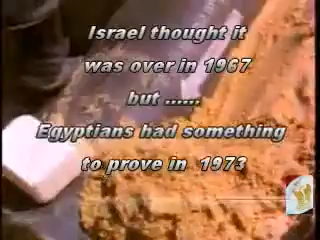 Israel thought it
was over in 1967
but ......
Egyptians had something
to prove in 1973